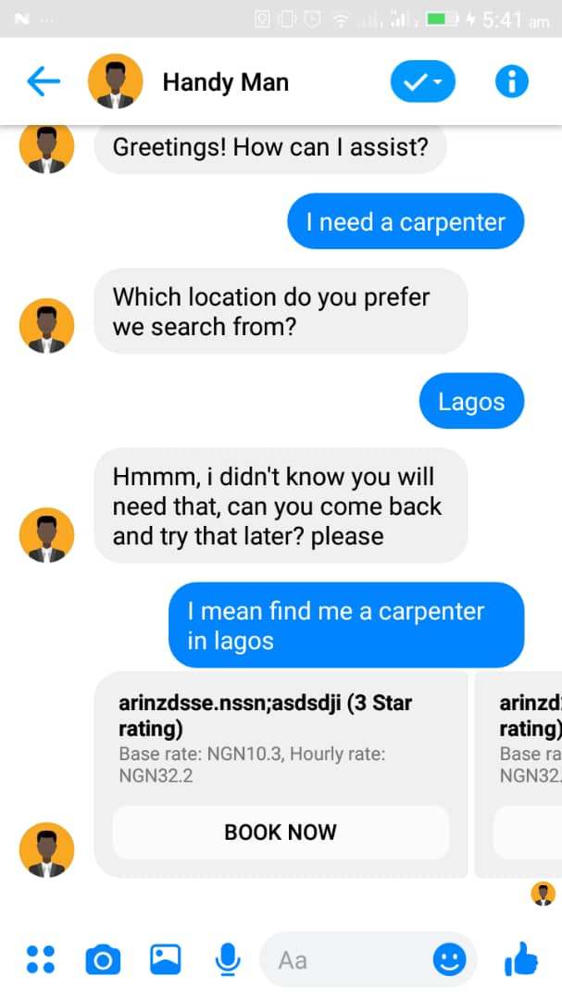 5:41 am
Handy Man
Greetings! How can I assist?
I need a carpenter
Which location do you prefer
we search from?
Lagos
Hmmm, i didn't know you will
need that, can you come back
and try that later? please
I mean find me a carpenter
in lagos
arinzdsse.nssn;asdsdji (3 Star
rating)
Base rate: NGN10.3, Hourly rate:
NGN32.2
BOOK NOW
arinzd
rating)
Base ra
NGN32.
Aa